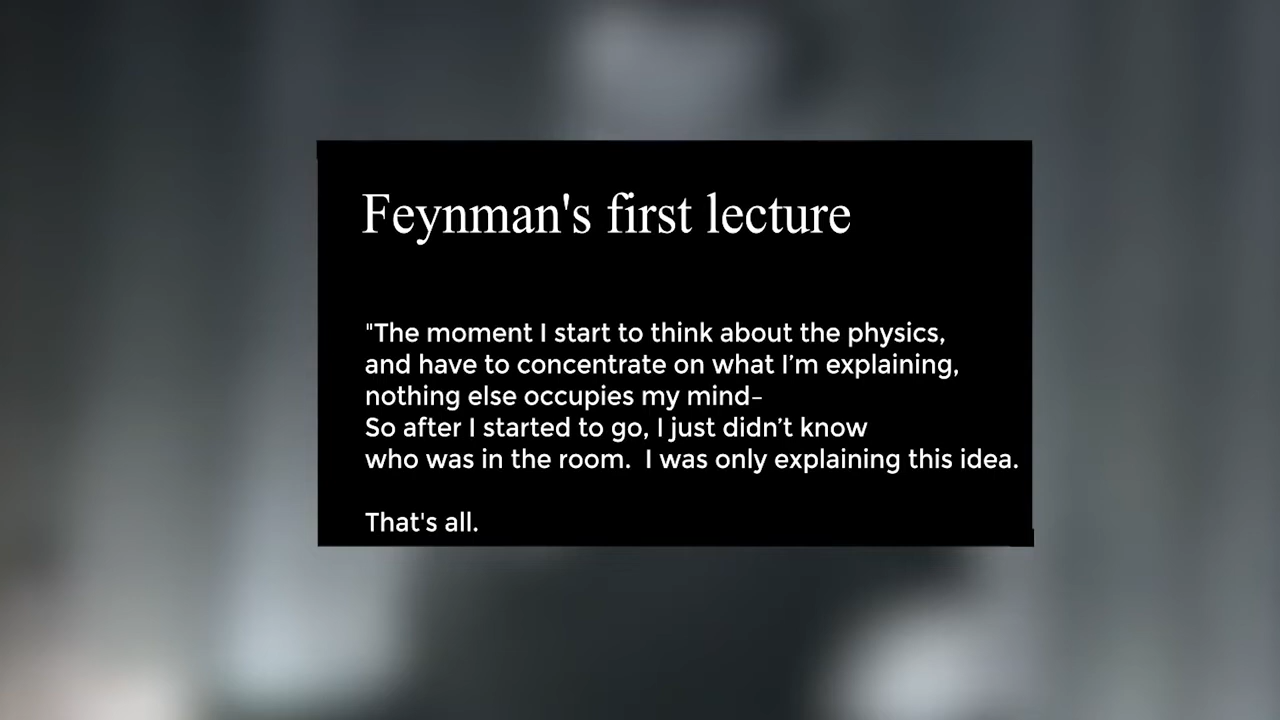 Feynman's first lecture
"The moment I start to think about the physics,
and have to concentrate on what I’m explaining,
nothing else occupies my mind–
So after I started to go, I just didn’t know
who was in the room.  I was only explaining this idea.
That's all.